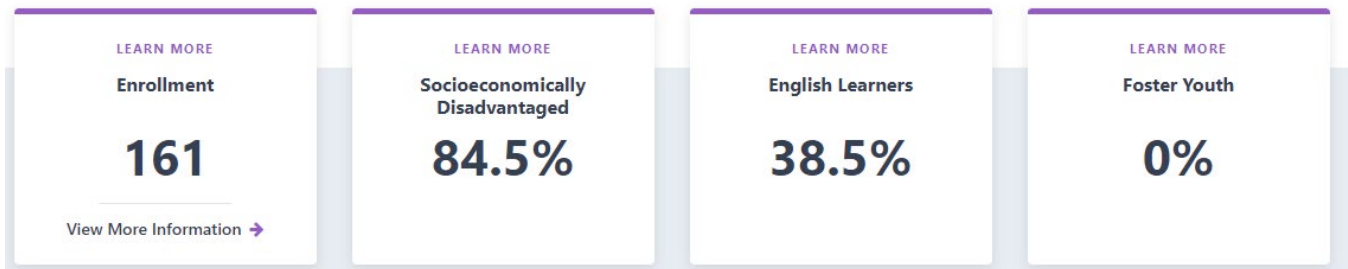 LEARN MORE
Enrollment
161
View More Information
LEARN MORE
Socioeconomically
Disadvantaged
84.5%
LEARN MORE
English Learners
38.5%
LEARN MORE
Foster Youth
0%